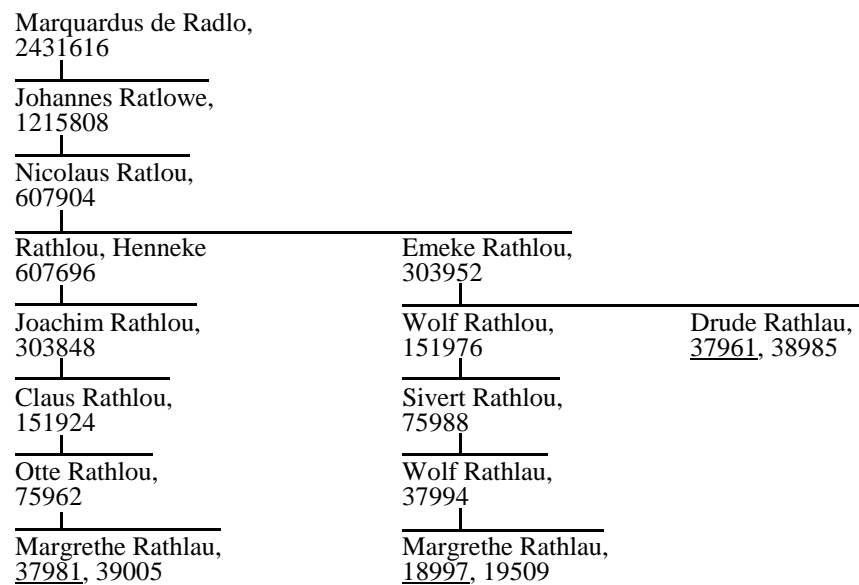 Marquardus de Radlo,
2431616
Johannes Ratlowe,
1215808
Nicolaus Ratlou,
607904
Rathlou, Henneke
607696
Emeke Rathlou,
303952
Joachim Rathlou,
303848
Wolf Rathlou,
151976
Drude Rathlau,
37961, 38985
Claus Rathlou,
151924
Sivert Rathlou,
75988
Otte Rathlou,
75962
Wolf Rathlau,
37994
Margrethe Rathlau,
37981, 39005
Margrethe Rathlau,
18997, 19509